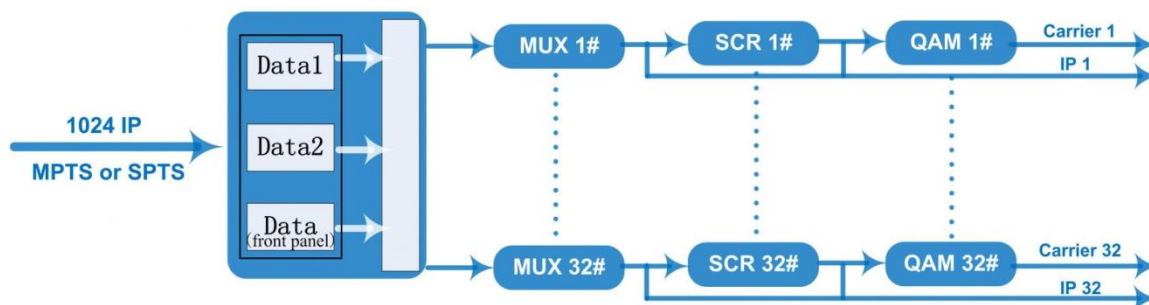 1024 IP
MPTS or SPTS
Data1
Data2
Data
(front panel)
MUX 1#
SCR 1#
QAM 1#
Carrier 1
IP 1
MUX 32#
SCR 32#
QAM 32#
Carrier 32
IP 32